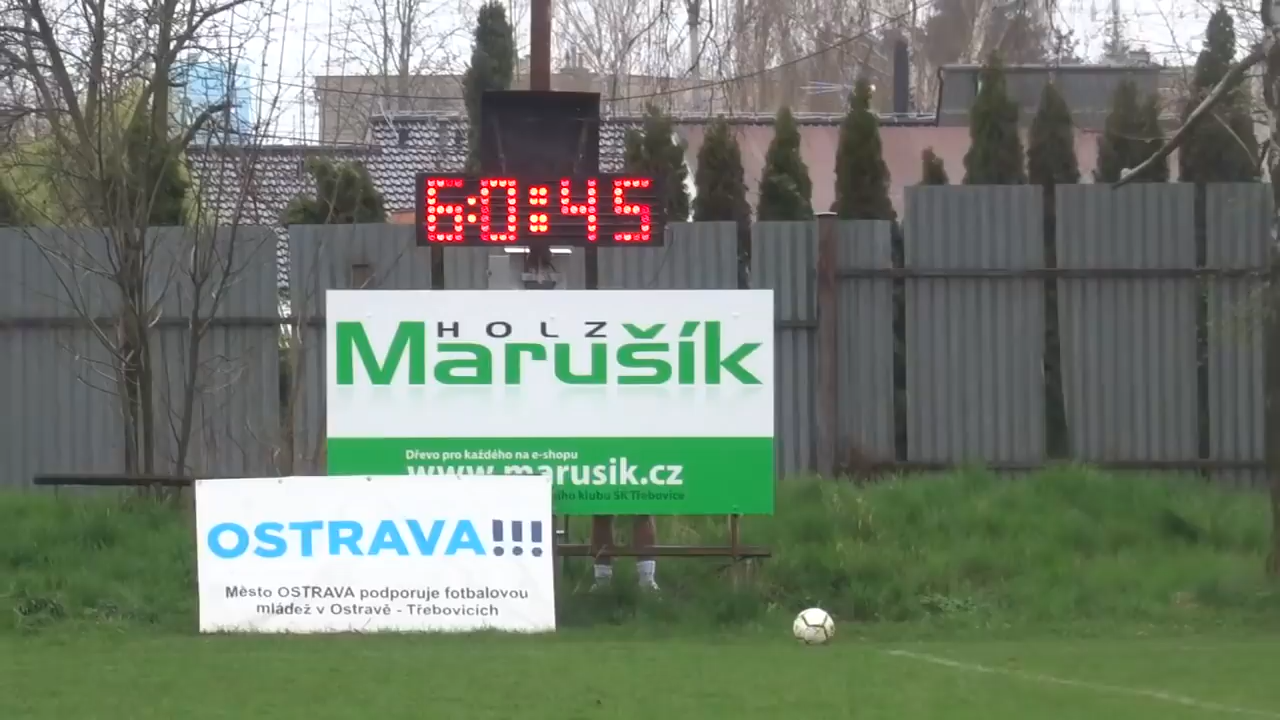 60:45
HOLZ
Marušík
Dřevo pro každého na e-shopu
www.marusik.cz
klubu SK Třebovice
OSTRAVA!!!
Město OSTRAVA podporuje fotbalovou
mládež v Ostravě - Třebovicích